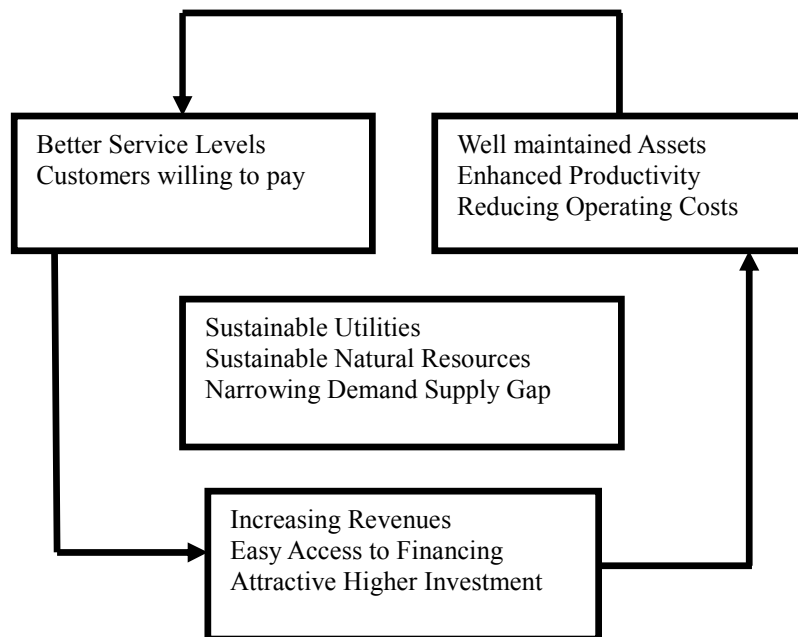 Better Service Levels
Customers willing to pay
Well maintained Assets
Enhanced Productivity
Reducing Operating Costs
Sustainable Utilities
Sustainable Natural Resources
Narrowing Demand Supply Gap
Increasing Revenues
Easy Access to Financing
Attractive Higher Investment